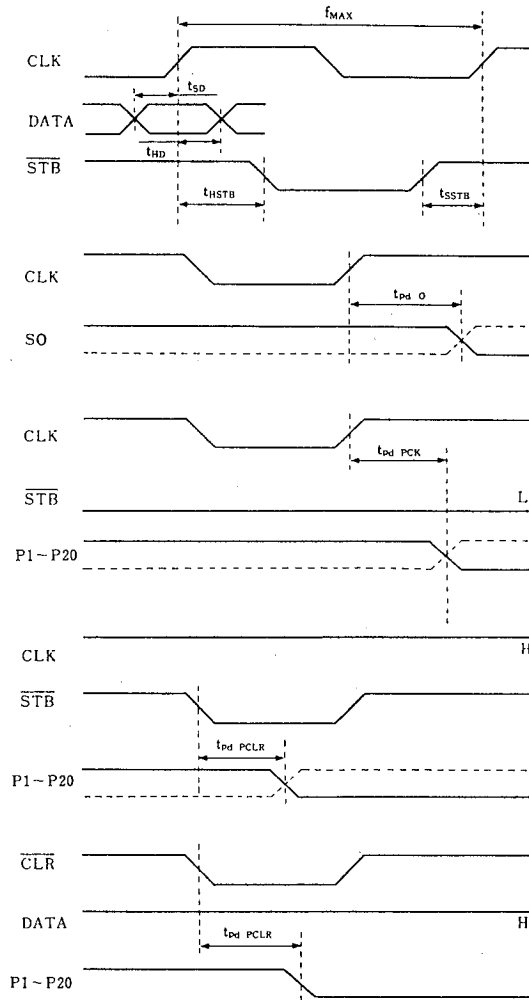 fMAX
CLK
tSD
DATA
tHD
STB
tHSTB
tSSTB
CLK
tpd O
SO
CLK
tpd PCK
STB
L
P1~P20
CLK
H
STB
tpd PCLR
P1~P20
CLR
DATA
H
tpd PCLR
P1~P20